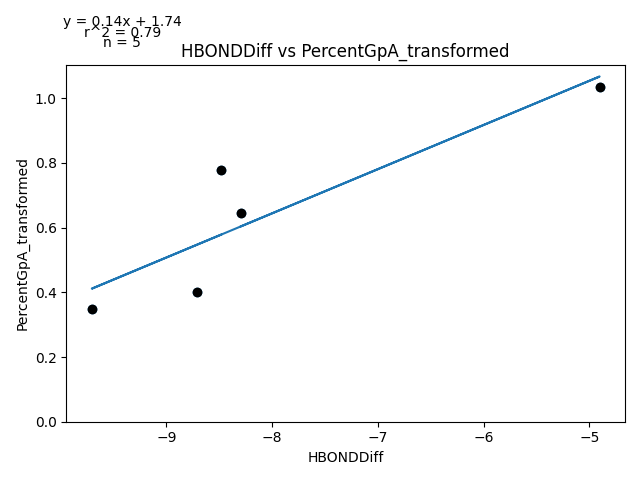 y = 0.14x + 1.74
r^2 = 0.79
n = 5
HBONDDiff vs PercentGpA_transformed
PercentGpA_transformed
1.0
0.8
0.6
0.4
0.2
0.0
−9
−8
−7
−6
−5
HBONDDiff